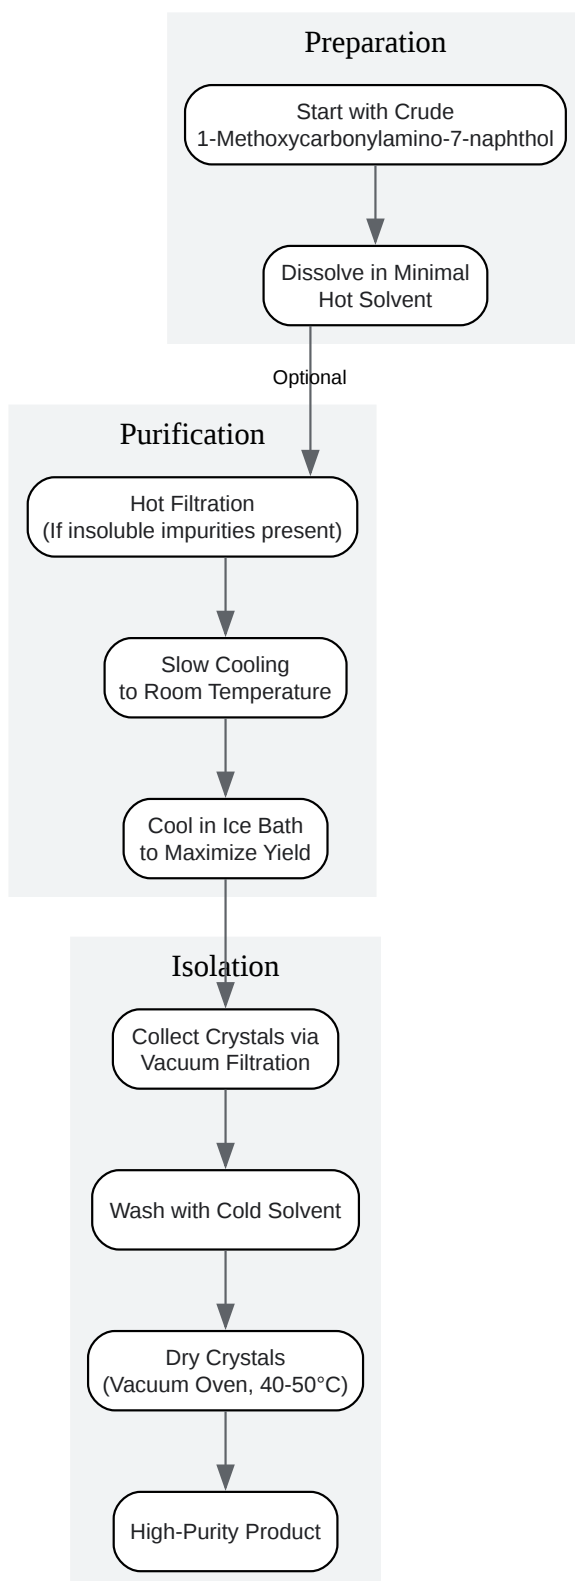 Preparation
Start with Crude
1-Methoxycarbonylamino-7-naphthol
Dissolve in Minimal
Hot Solvent
Optional
Purification
Hot Filtration
(If insoluble impurities present)
Slow Cooling
to Room Temperature
Cool in Ice Bath
to Maximize Yield
Isolation
Collect Crystals via
Vacuum Filtration
Wash with Cold Solvent
Dry Crystals
(Vacuum Oven, 40-50°C)
High-Purity Product